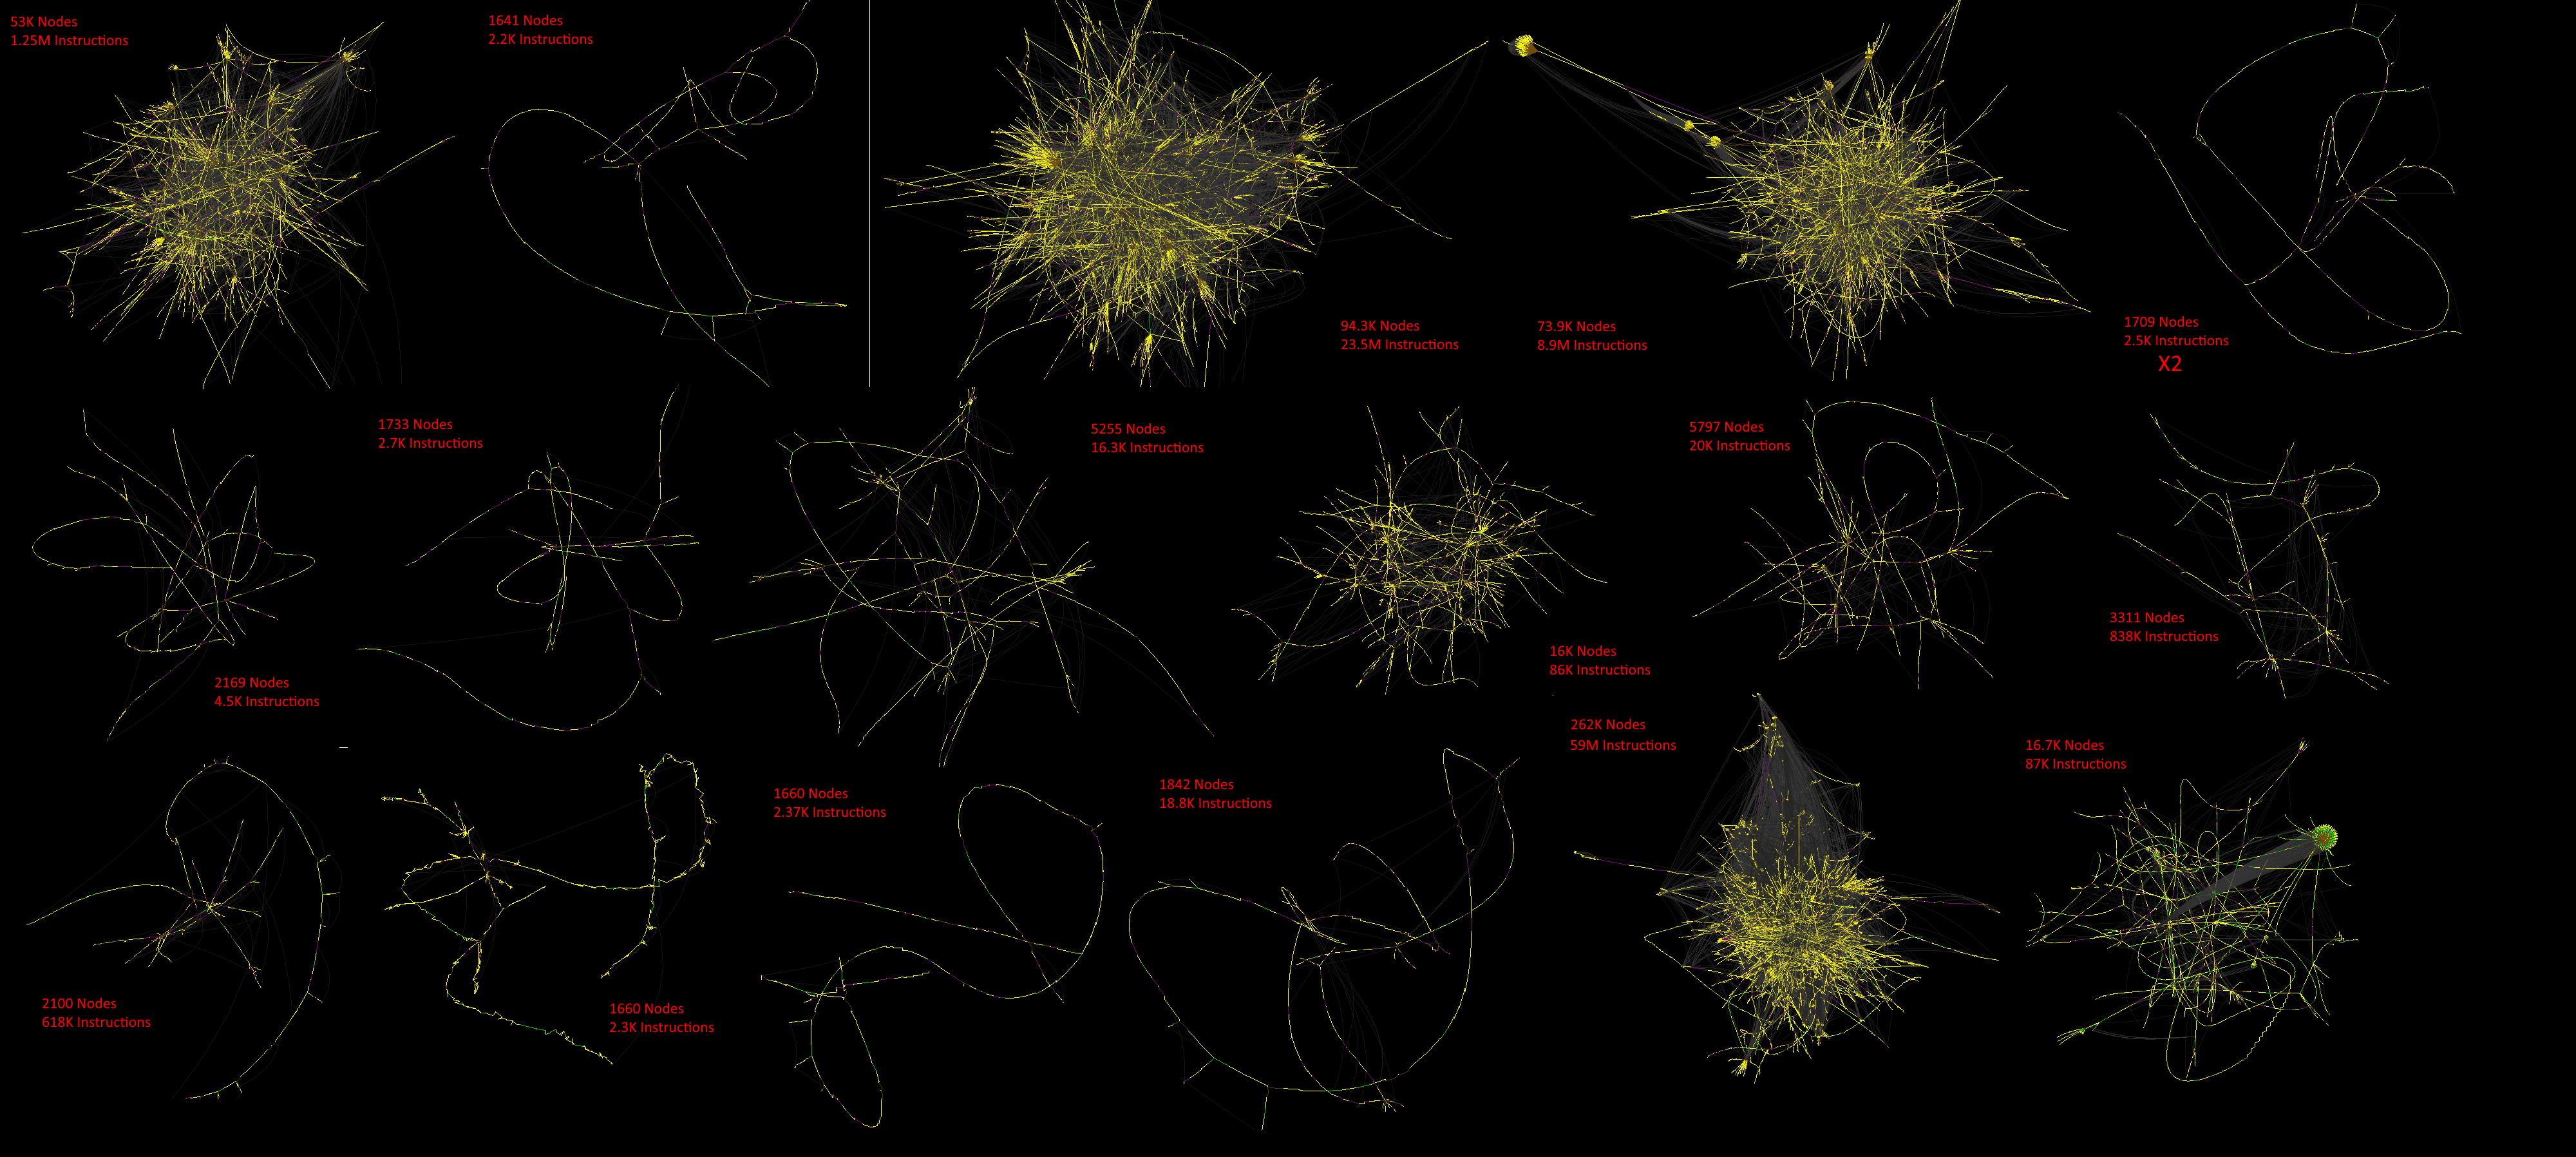 53K Nodes
1.25M Instructions
1641 Nodes
2.2K Instructions
94.3K Nodes
23.5M Instructions
73.9K Nodes
8.9M Instructions
1709 Nodes
2.5K Instructions
X2
2169 Nodes
4.5K Instructions
1733 Nodes
2.7K Instructions
5255 Nodes
16.3K Instructions
16K Nodes
86K Instructions
5797 Nodes
20K Instructions
3311 Nodes
838K Instructions
2100 Nodes
618K Instructions
1660 Nodes
2.3K Instructions
1660 Nodes
2.37K Instructions
1842 Nodes
18.8K Instructions
262K Nodes
59M Instructions
16.7K Nodes
87K Instructions